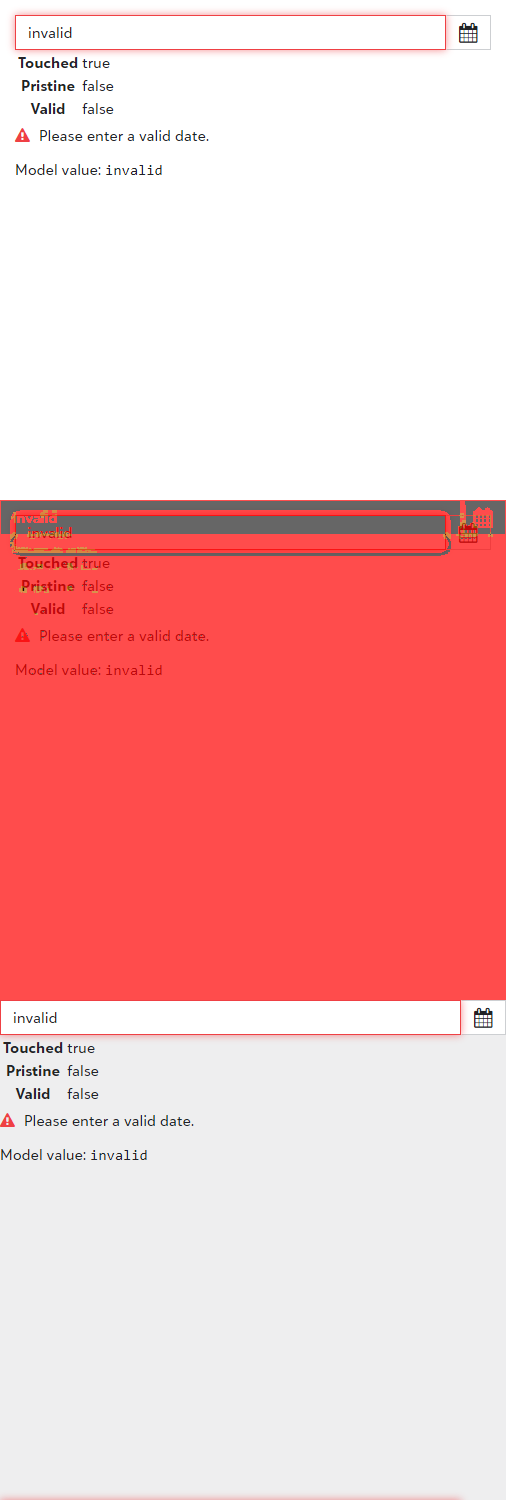 invalid
Touched true
Pristine false
Valid false
Please enter a valid date.
Model value: invalid
invalid
invalid
Touched true
Pristine false
Valid false
Please enter a valid date.
Model value: invalid
invalid
Touched true
Pristine false
Valid false
Please enter a valid date.
Model value: invalid